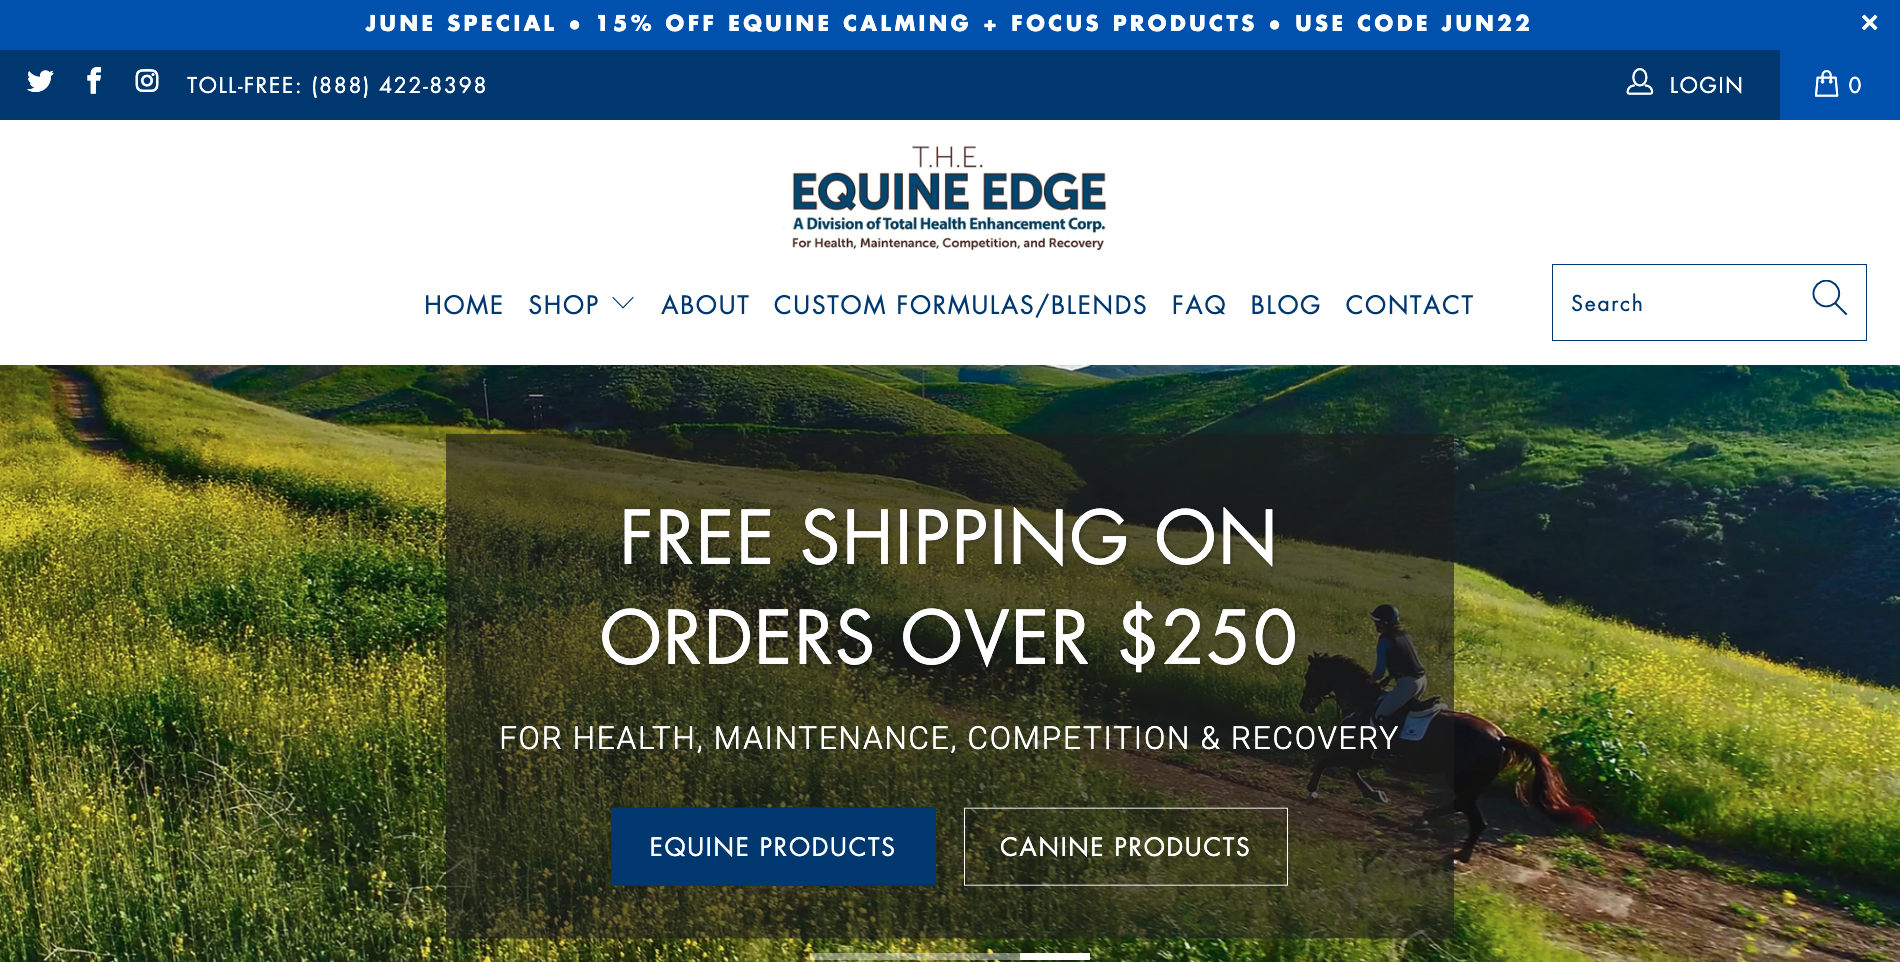 JUNE SPECIAL • 15% OFF EQUINE CALMING + FOCUS PRODUCTS • USE CODE JUN22
TOLL-FREE: (888) 422-8398
LOGIN
0
T.H.E.
EQUINE EDGE
A Division of Total Health Enhancement Corp.
For Health, Maintenance, Competition, and Recovery
HOME SHOP ABOUT CUSTOM FORMULAS/BLENDS FAQ BLOG CONTACT
Search
FREE SHIPPING ON
ORDERS OVER $250
FOR HEALTH, MAINTENANCE, COMPETITION & RECOVERY
EQUINE PRODUCTS
CANINE PRODUCTS